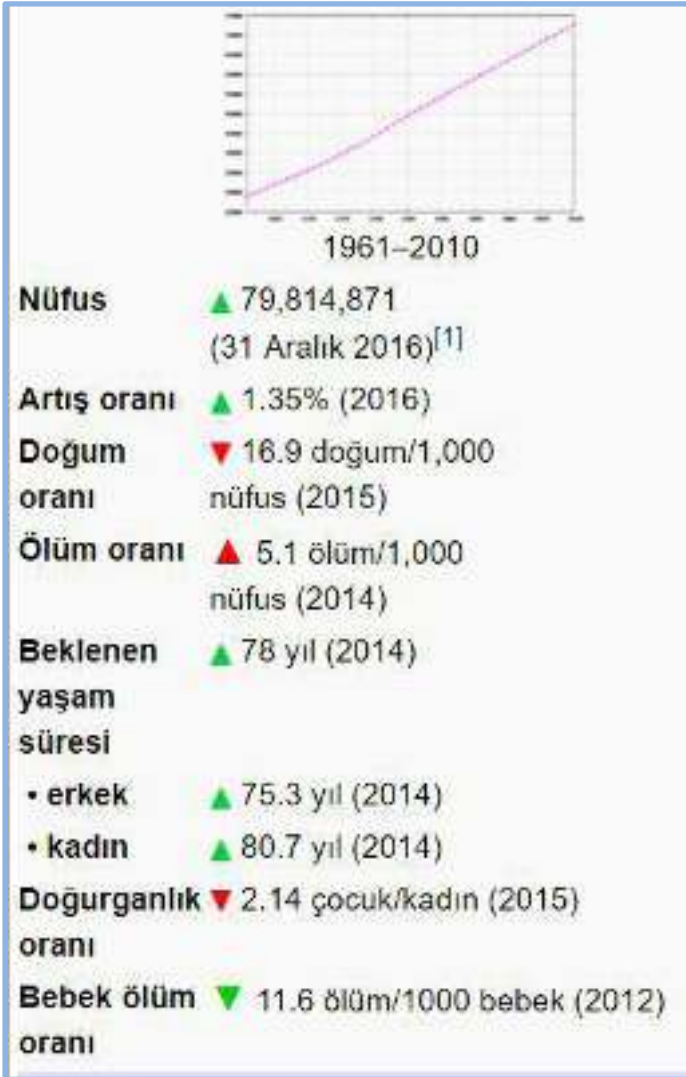 1961–2010
Nüfus ▲ 79,814,871
(31 Aralık 2016)[1]
Artış oranı ▲ 1.35% (2016)
Doğum ▼ 16.9 doğum/1,000
oranı nüfus (2015)
Ölüm oranı ▲ 5.1 ölüm/1,000
nüfus (2014)
Beklenen ▲ 78 yıl (2014)
yaşam
süresi
• erkek ▲ 75.3 yıl (2014)
• kadın ▲ 80.7 yıl (2014)
Doğurganlık ▼ 2.14 çocuk/kadın (2015)
oranı
Bebek ölüm ▼ 11.6 ölüm/1000 bebek (2012)
oranı